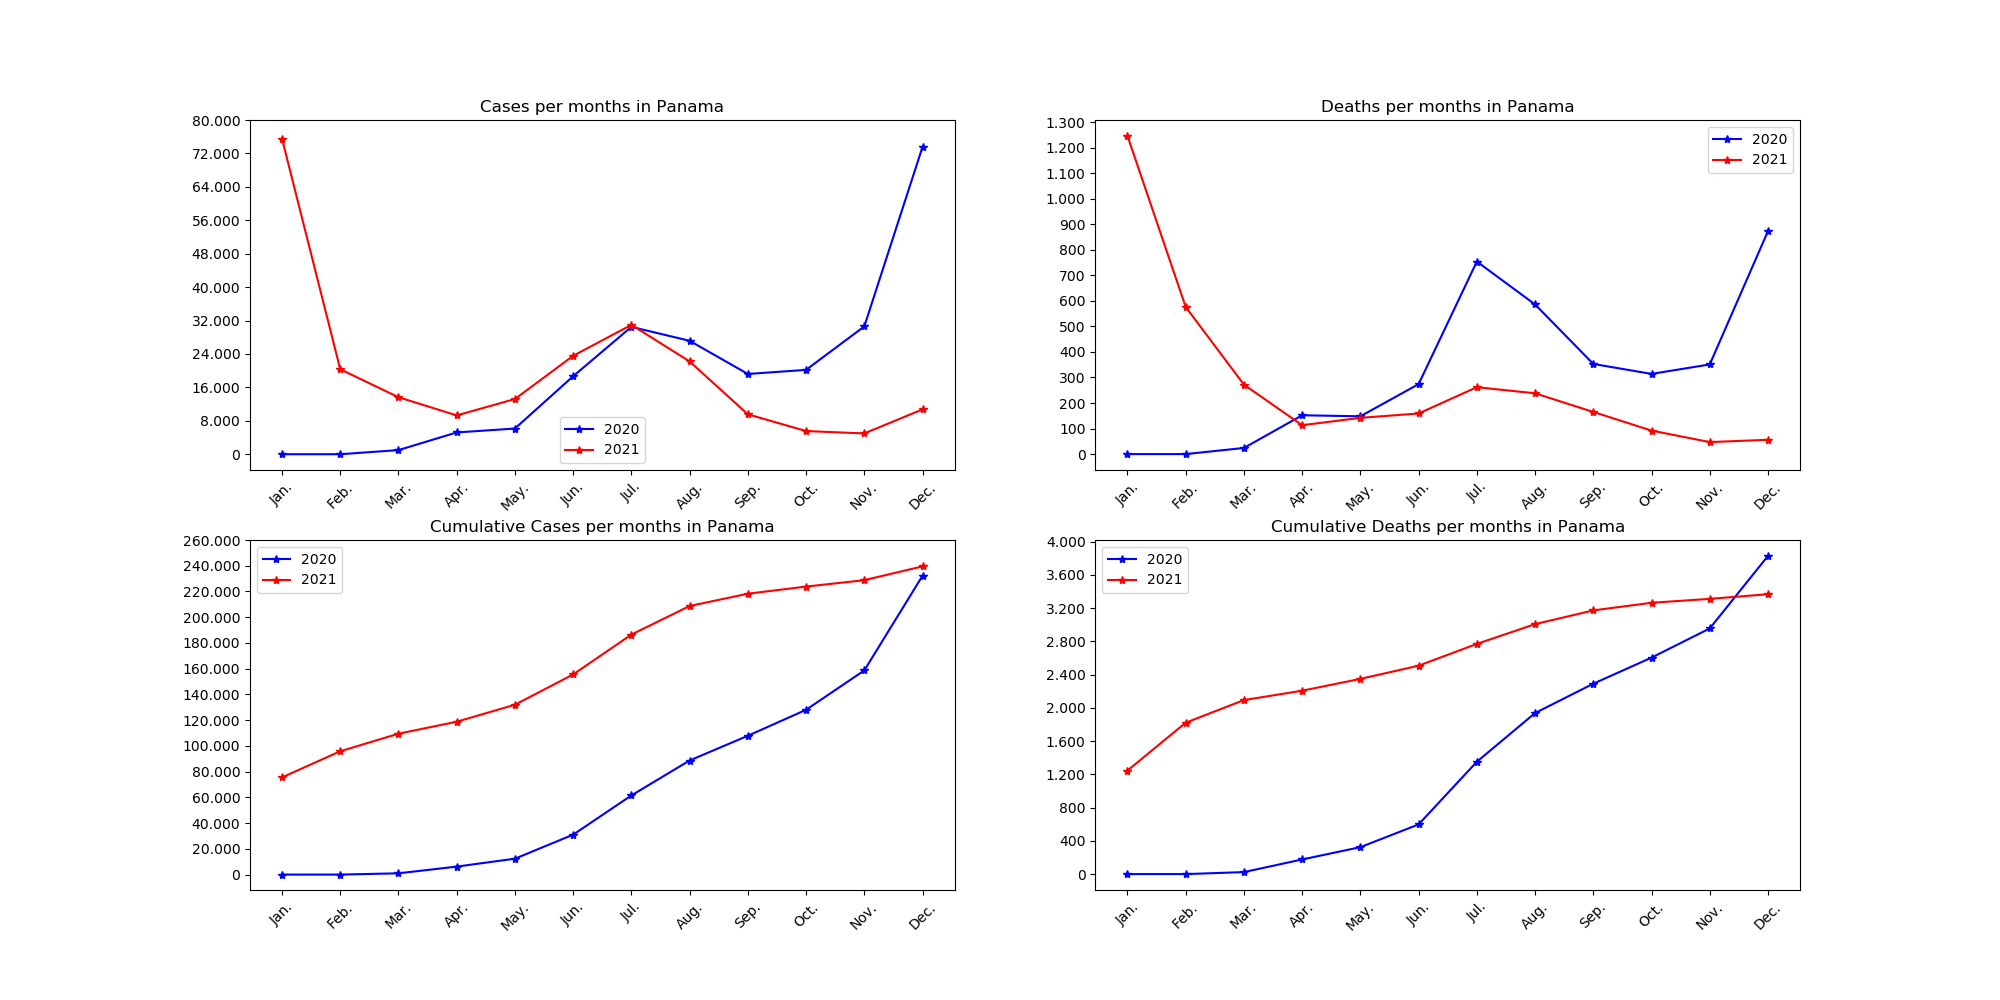 Cases per months in Panama
80.000
72.000
64.000
56.000
48.000
40.000
32.000
24.000
16.000
8.000
0
2020
2021
Jan.
Feb.
Mar.
Apr.
May.
Jun.
Jul.
Aug.
Sep.
Oct.
Nov.
Dec.
Deaths per months in Panama
1.300
1.200
1.100
1.000
900
800
700
600
500
400
300
200
100
0
2020
2021
Jan.
Feb.
Mar.
Apr.
May.
Jun.
Jul.
Aug.
Sep.
Oct.
Nov.
Dec.
Cumulative Cases per months in Panama
260.000
240.000
220.000
200.000
180.000
160.000
140.000
120.000
100.000
80.000
60.000
40.000
20.000
0
2020
2021
Jan.
Feb.
Mar.
Apr.
May.
Jun.
Jul.
Aug.
Sep.
Oct.
Nov.
Dec.
Cumulative Deaths per months in Panama
4.000
3.600
3.200
2.800
2.400
2.000
1.600
1.200
800
400
0
2020
2021
Jan.
Feb.
Mar.
Apr.
May.
Jun.
Jul.
Aug.
Sep.
Oct.
Nov.
Dec.